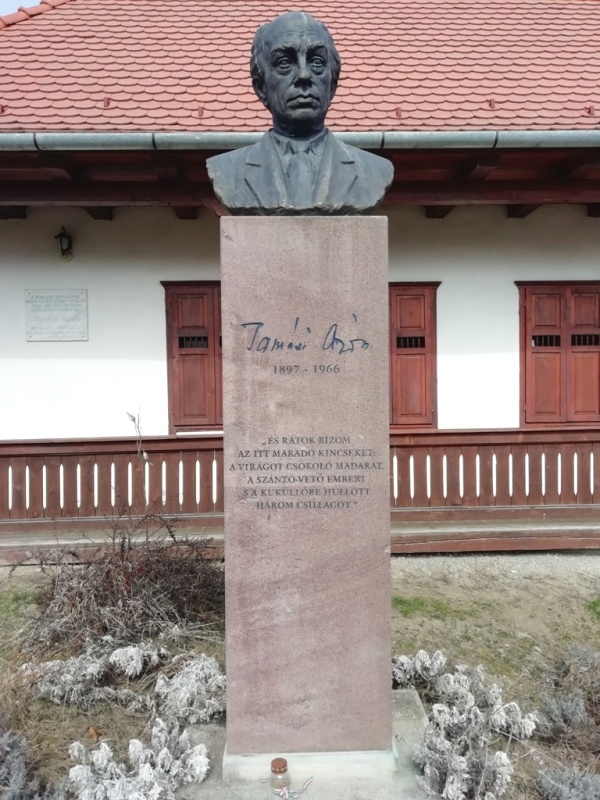 Tamási Áron
1897 - 1966
„ÉS RÁTOK BÍZOM
AZ ITT MARADÓ KINCSEKET:
A VIRÁGOT CSÓKOLÓ MADARAT,
A SZÁNTÓ-VETŐ EMBERT
S A KÜKÜLLŐBE HULLOTT
HÁROM CSILLAGOT."